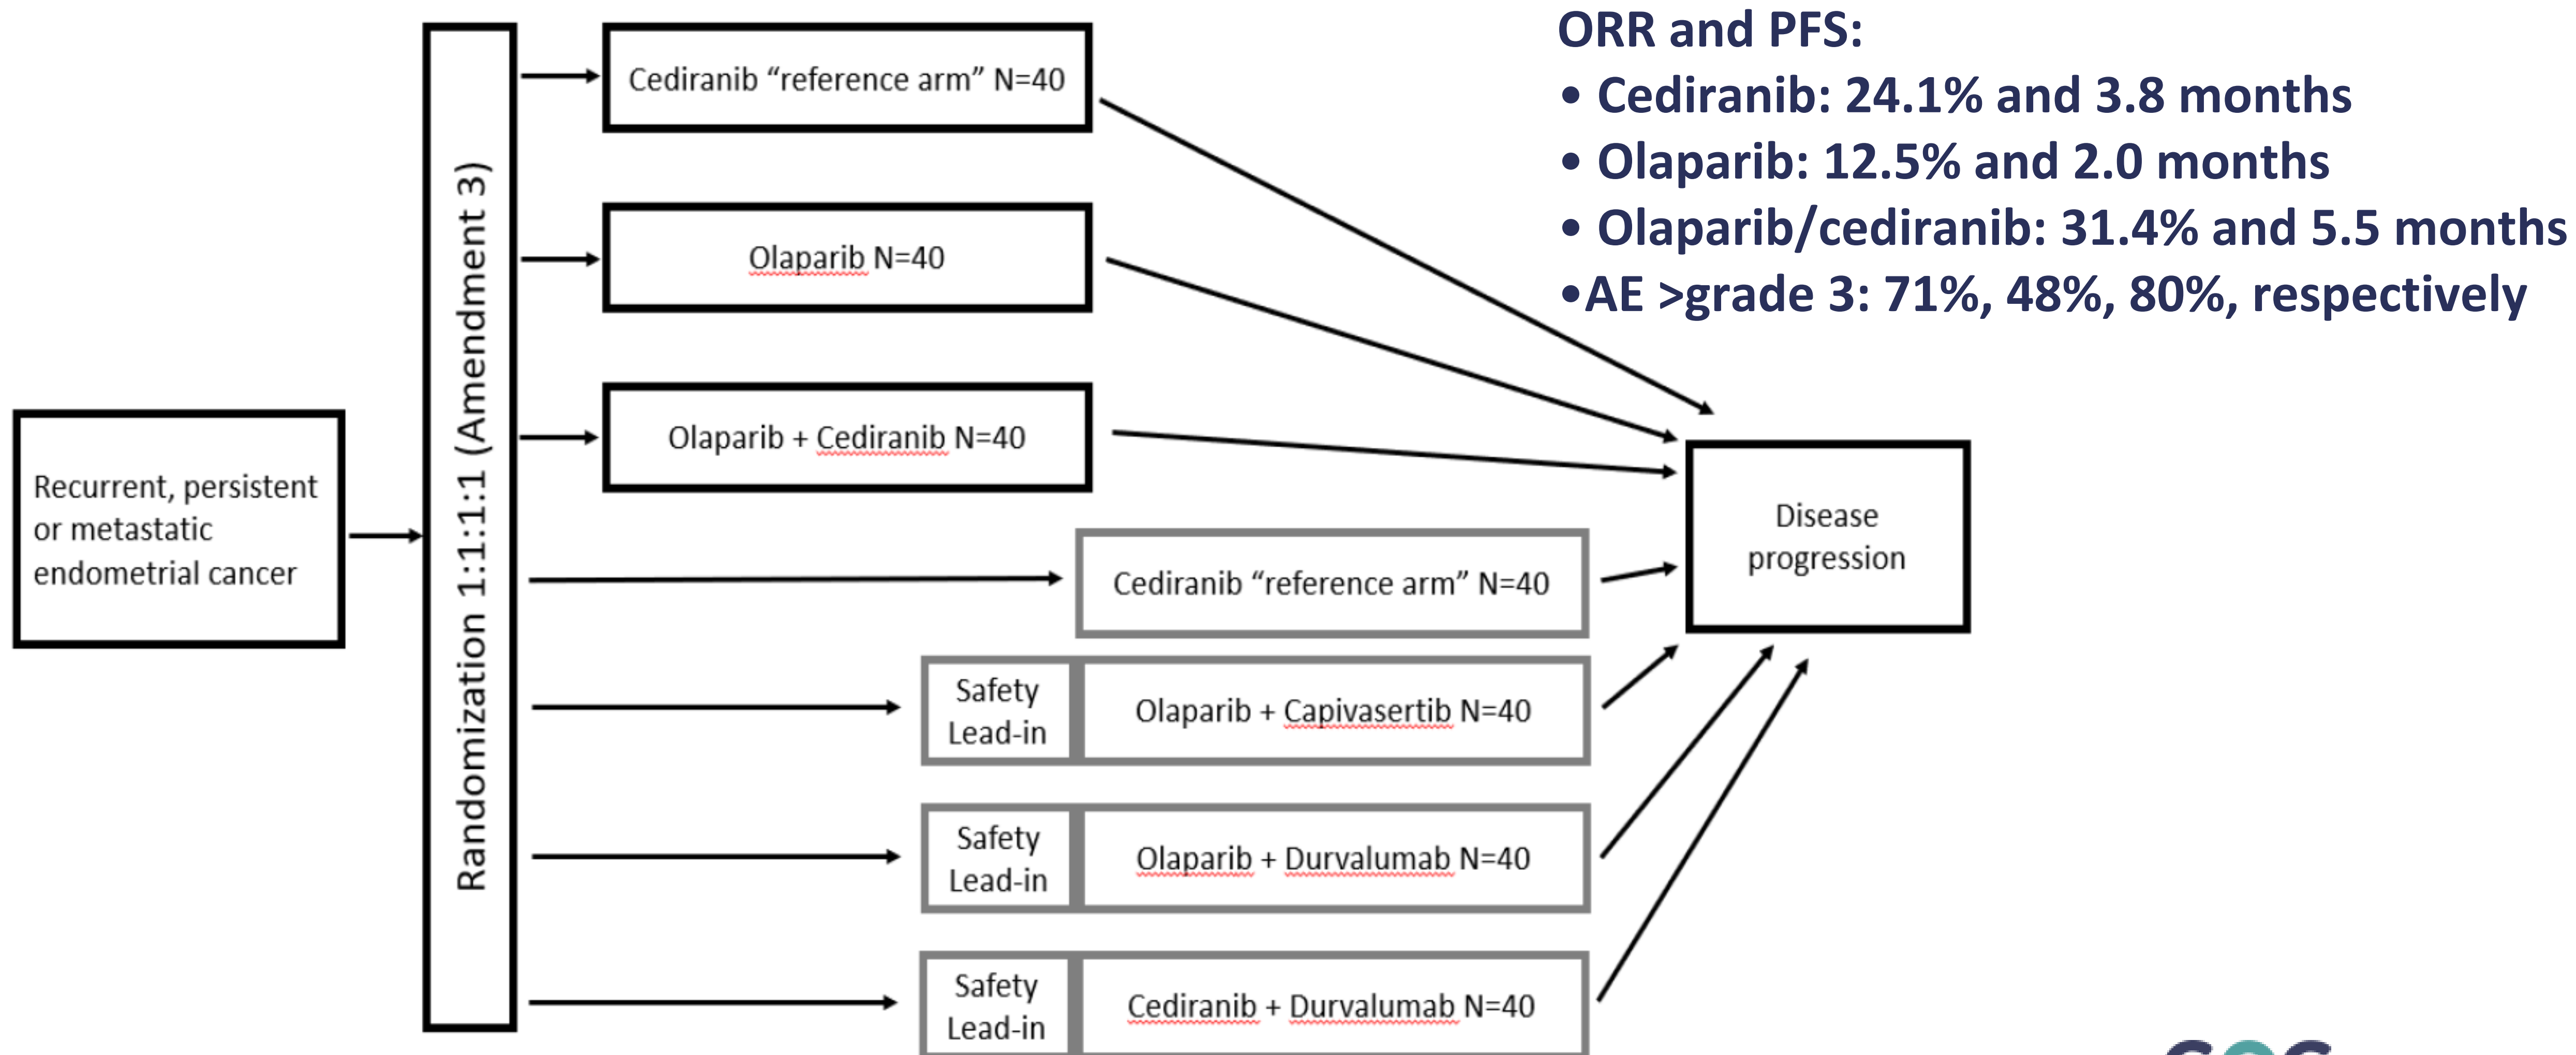 ORR and PFS:
• Cediranib: 24.1% and 3.8 months
• Olaparib: 12.5% and 2.0 months
• Olaparib/cediranib: 31.4% and 5.5 months
•AE >grade 3: 71%, 48%, 80%, respectively
Recurrent, persistent
or metastatic
endometrial cancer
Randomization 1:1:1:1:1 (Amendment 3)
Cediranib “reference arm” N=40
Olaparib N=40
Olaparib + Cediranib N=40
Cediranib “reference arm” N=40
Safety
Lead-in
Olaparib + Capivasertib N=40
Safety
Lead-in
Olaparib + Durvalumab N=40
Safety
Lead-in
Cediranib + Durvalumab N=40
Disease
progression